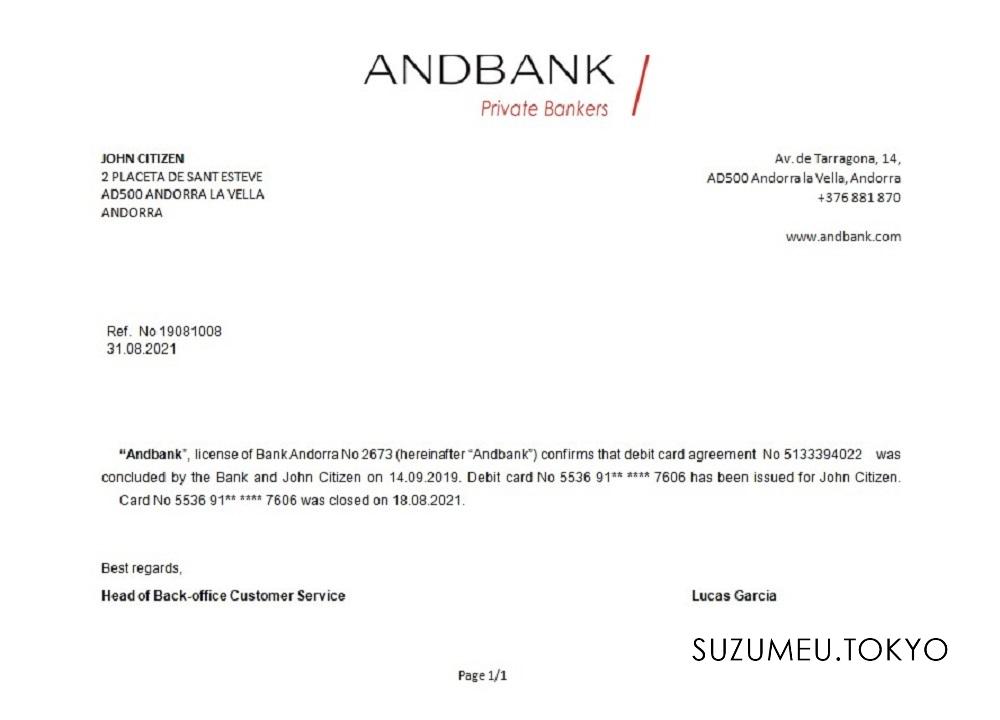 ANDBANK
Private Bankers
JOHN CITIZEN
2 PLACETA DE SANT ESTEVE
AD500 ANDORRA LA VELLA
ANDORRA
Av. de Tarragona, 14,
AD500 Andorra la Vella, Andorra
+376 881 870
www.andbank.com
Ref. No 19081008
31.08.2021
“Andbank”, license of Bank Andorra No 2673 (hereinafter “Andbank”) confirms that debit card agreement No 5133394022 was
concluded by the Bank and John Citizen on 14.09.2019. Debit card No 5536 91** **** 7606 has been issued for John Citizen.
Card No 5536 91** **** 7606 was closed on 18.08.2021.
Best regards,
Head of Back-office Customer Service
Lucas Garcia
SUZUMEU.TOKYO
Page 1/1